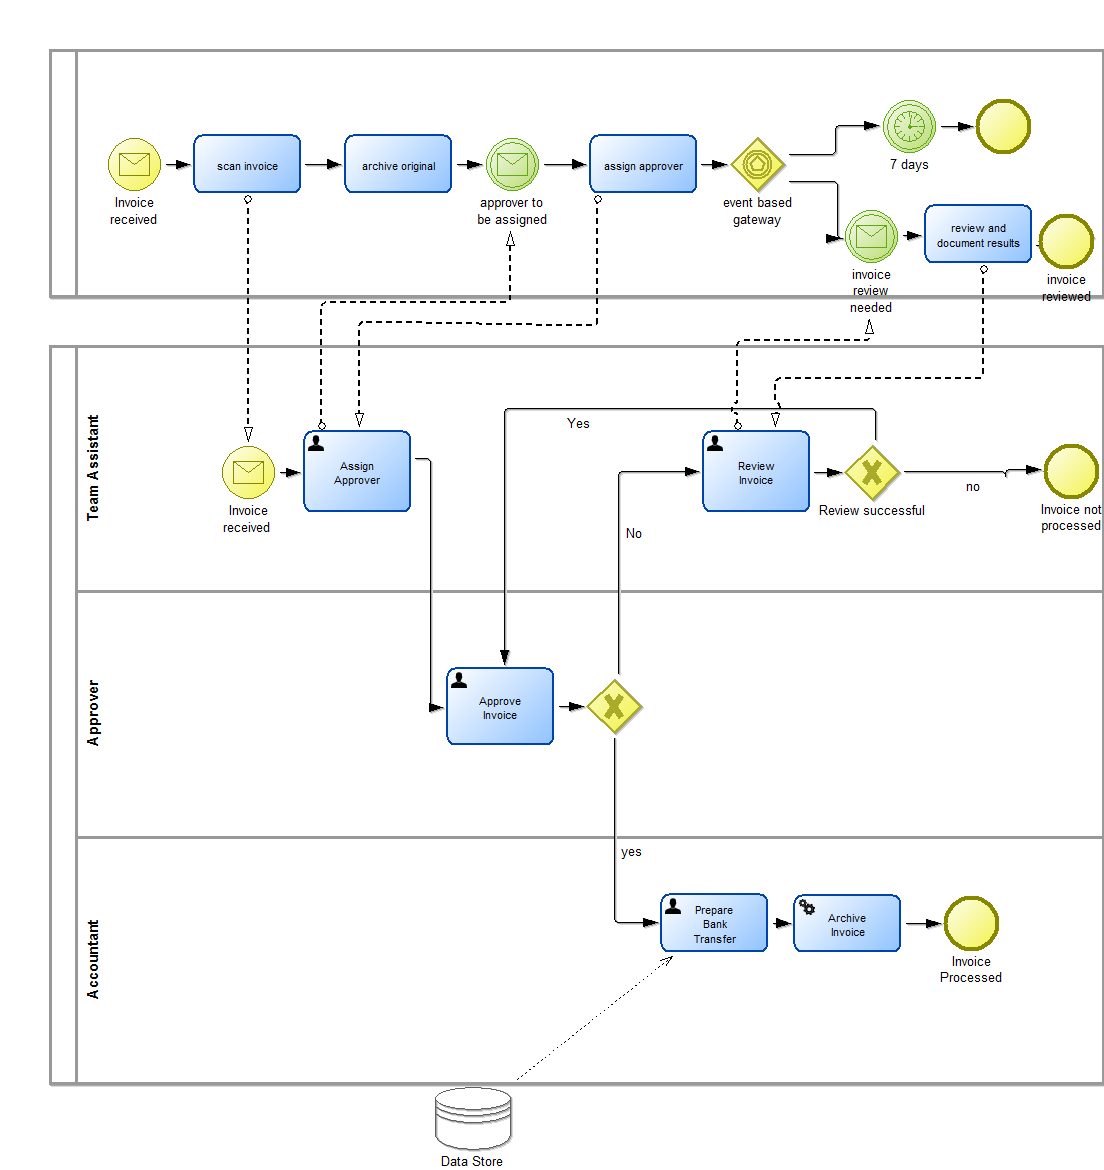 scan invoice
archive original
assign approver
7 days
Invoice
received
approver to
be assigned
event based
gateway
review and
document results
invoice
review
needed
invoice
reviewed
Team Assistant
Yes
Assign
Approver
Review
Invoice
Invoice
received
Review successful
no
Invoice not
processed
No
Approver
Approve
Invoice
yes
Accountant
Prepare
Bank
Transfer
Archive
Invoice
Invoice
Processed
Data Store